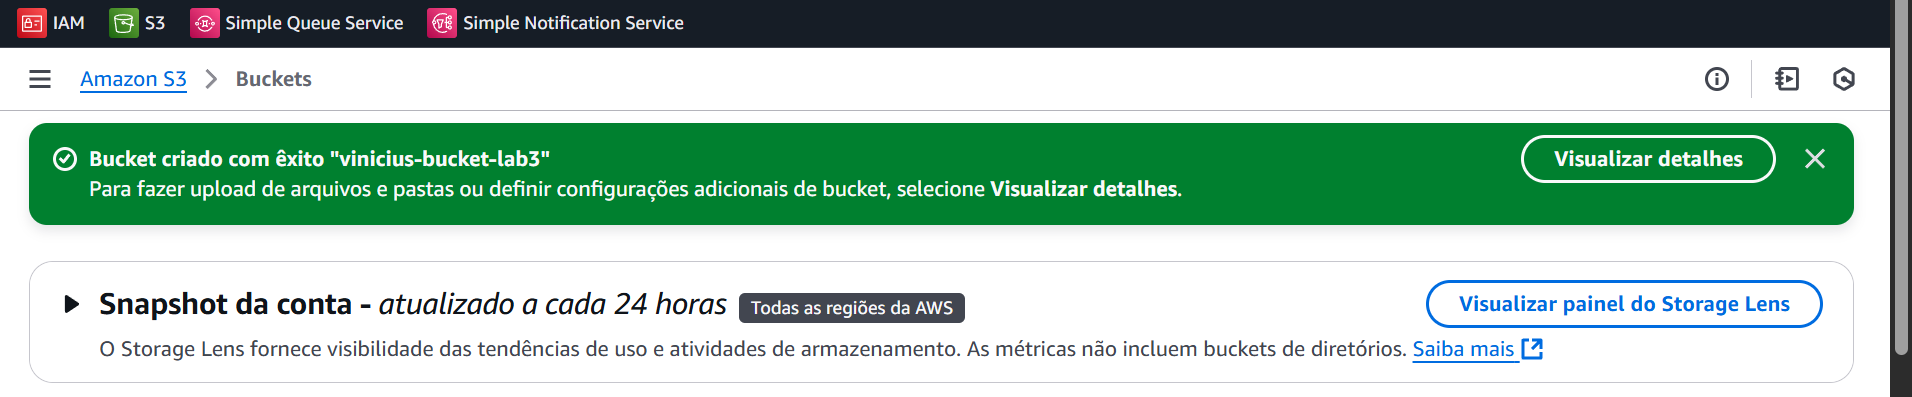 IAM S3 Simple Queue Service Simple Notification Service
Amazon S3 Buckets
Bucket criado com êxito "vinicius-bucket-lab3" Visualizar detalhes
Para fazer upload de arquivos e pastas ou definir configurações adicionais de bucket, selecione Visualizar detalhes.
Snapshot da conta - atualizado a cada 24 horas Todas as regiões da AWS Visualizar painel do Storage Lens
O Storage Lens fornece visibilidade das tendências de uso e atividades de armazenamento. As métricas não incluem buckets de diretórios. Saiba mais